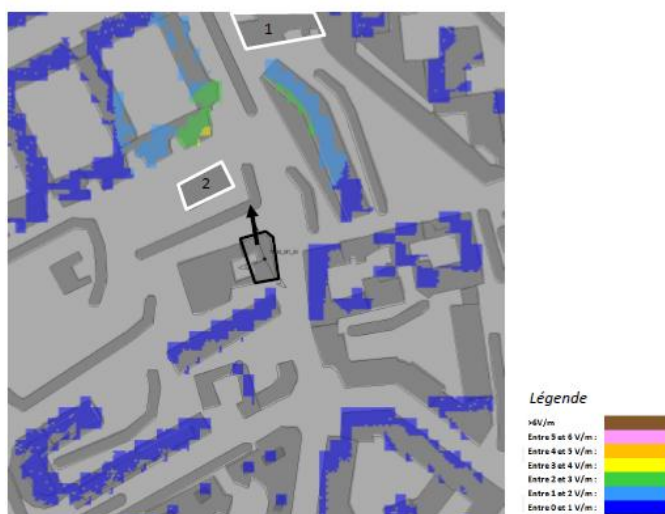 1
2
Légende
>6V/m
Entre 5 et 6 V/m :
Entre 4 et 5 V/m :
Entre 3 et 4 V/m :
Entre 2 et 3 V/m :
Entre 1 et 2 V/m :
Entre 0 et 1 V/m :